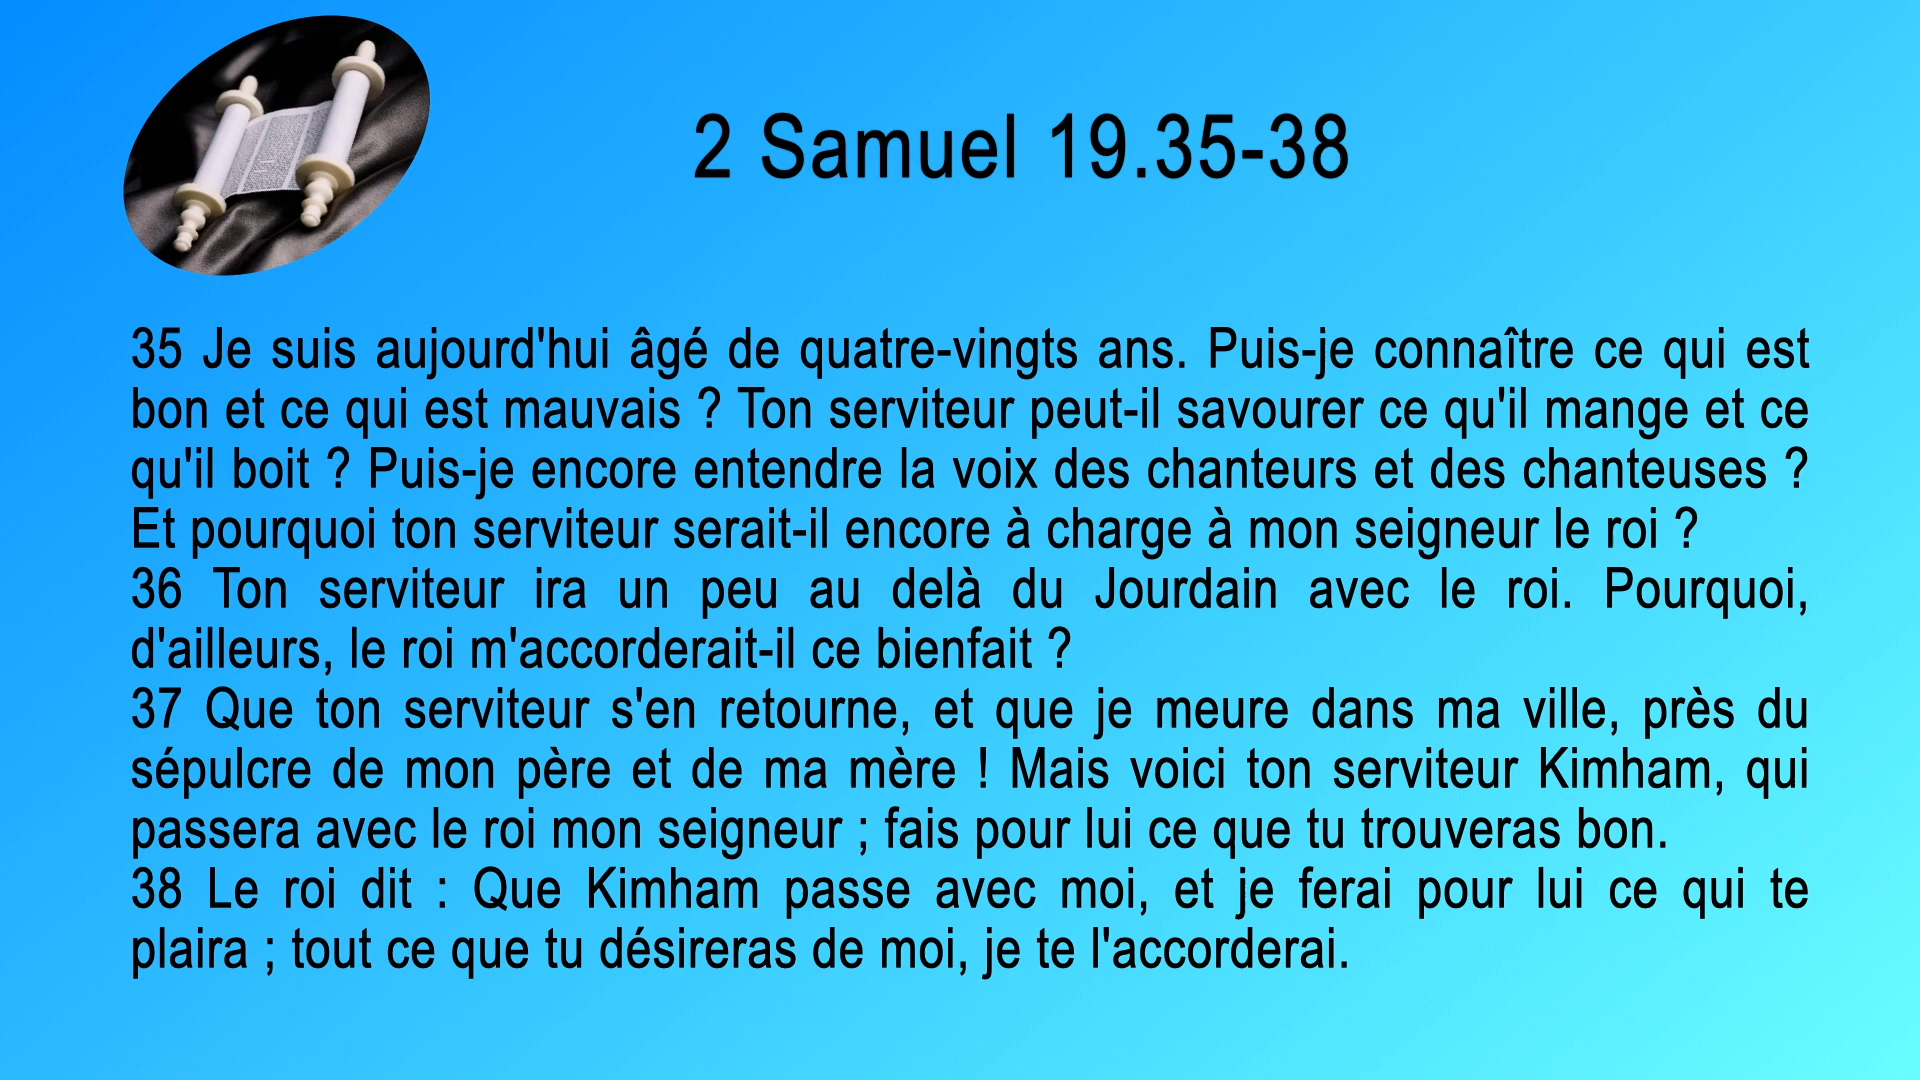 2 Samuel 19.35-38
35 Je suis aujourd'hui âgé de quatre-vingts ans. Puis-je connaître ce qui est
bon et ce qui est mauvais ? Ton serviteur peut-il savourer ce qu'il mange et ce
qu'il boit ? Puis-je encore entendre la voix des chanteurs et des chanteuses ?
Et pourquoi ton serviteur serait-il encore à charge à mon seigneur le roi ?
36 Ton serviteur ira un peu au delà du Jourdain avec le roi. Pourquoi,
d'ailleurs, le roi m'accorderait-il ce bienfait ?
37 Que ton serviteur s'en retourne, et que je meure dans ma ville, près du
sépulcre de mon père et de ma mère ! Mais voici ton serviteur Kimham, qui
passera avec le roi mon seigneur ; fais pour lui ce que tu trouveras bon.
38 Le roi dit : Que Kimham passe avec moi, et je ferai pour lui ce qui te
plaira ; tout ce que tu désireras de moi, je te l'accorderai.